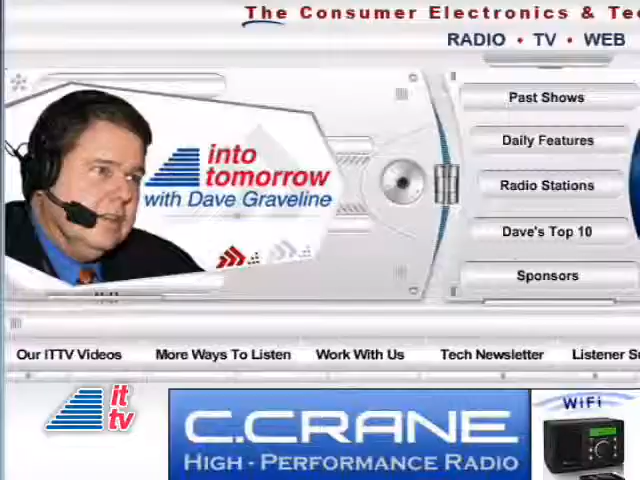 The Consumer Electronics & Te
RADIO • TV • WEB
Past Shows
into
tomorrow
with Dave Graveline
Daily Features
Radio Stations
Dave's Top 10
Sponsors
Our ITTV Videos More Ways To Listen Work With Us Tech Newsletter Listener S
it
tv
C.CRANE
HIGH - PERFORMANCE RADIO
WiFi